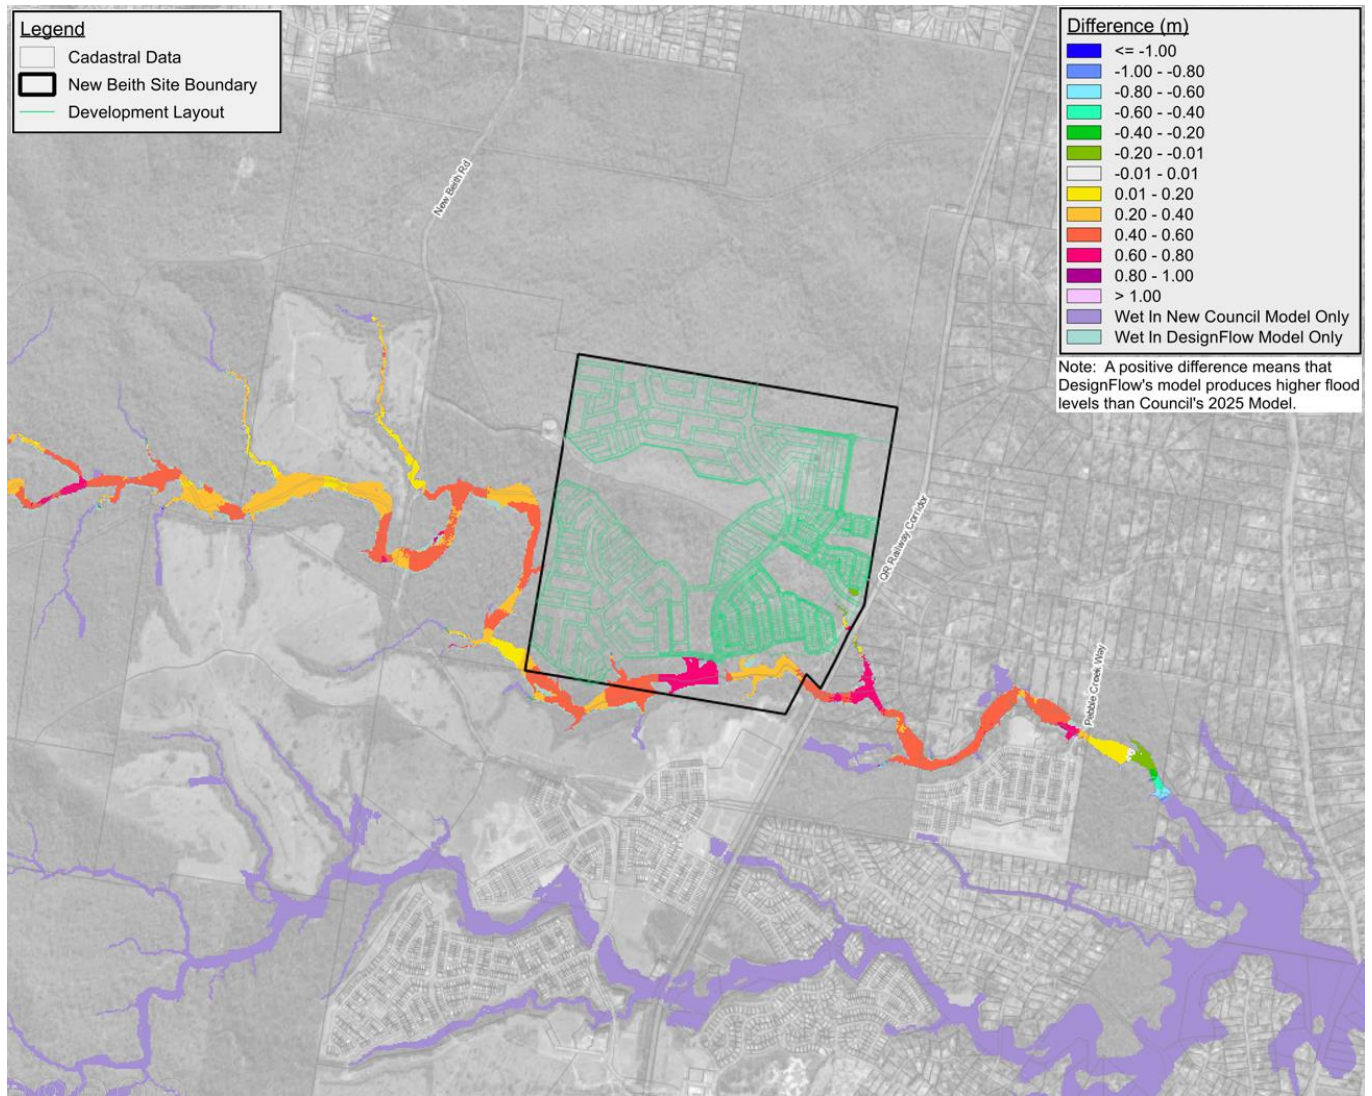 Legend
Cadastral Data
New Beith Site Boundary
Development Layout
Difference (m)
<= -1.00
-1.00 - -0.80
-0.80 - -0.60
-0.60 - -0.40
-0.40 - -0.20
-0.20 - -0.01
-0.01 - 0.01
0.01 - 0.20
0.20 - 0.40
0.40 - 0.60
0.60 - 0.80
0.80 - 1.00
> 1.00
Wet In New Council Model Only
Wet In DesignFlow Model Only
Note: A positive difference means that
DesignFlow's model produces higher flood
levels than Council's 2025 Model.
New Beith Rd
QR Railway Corridor
Pebble Creek Way